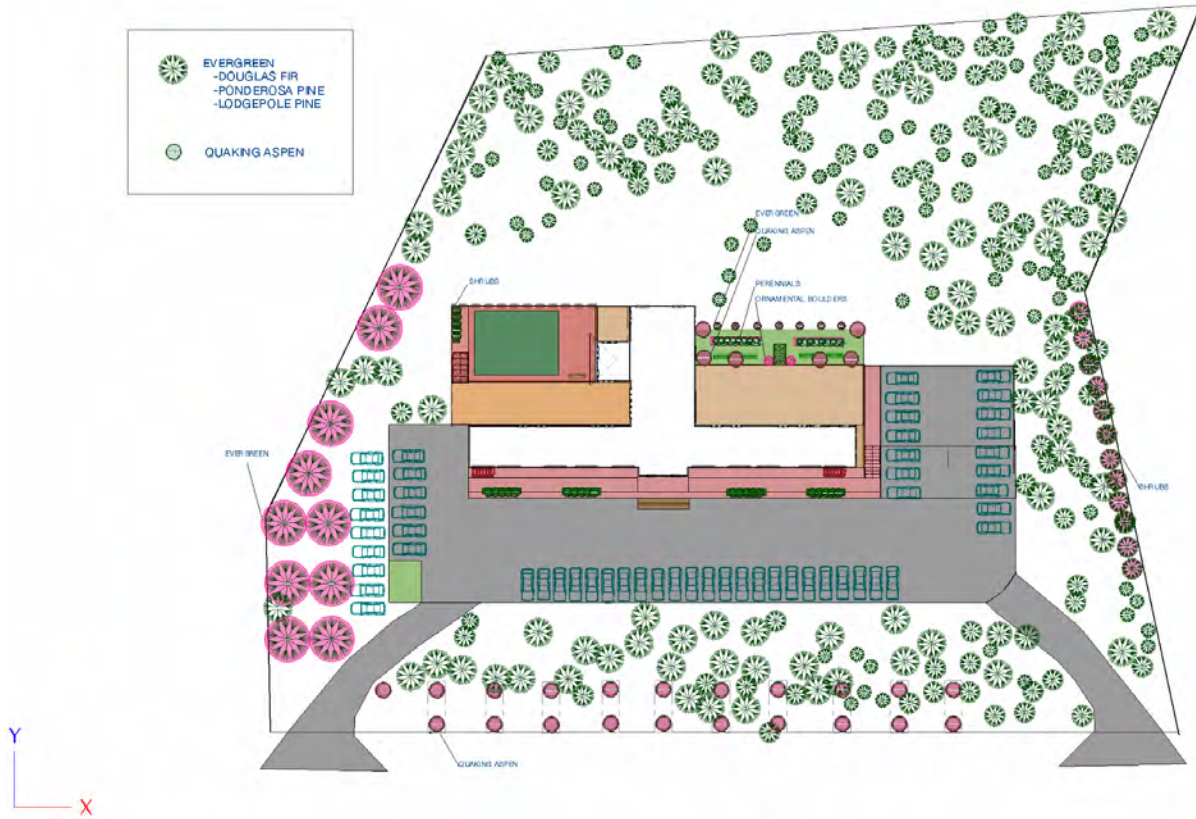 EVERGREEN
-DOUGLAS FIR
-PONDEROSA PINE
-LODGEPOLE PINE
QUAKING ASPEN
EVERGREEN
QUAKING ASPEN
SHRUBS
PERENNIALS
ORNAMENTAL BOULDERS
EVERGREEN
SHRUBS
QUAKING ASPEN
Y
X